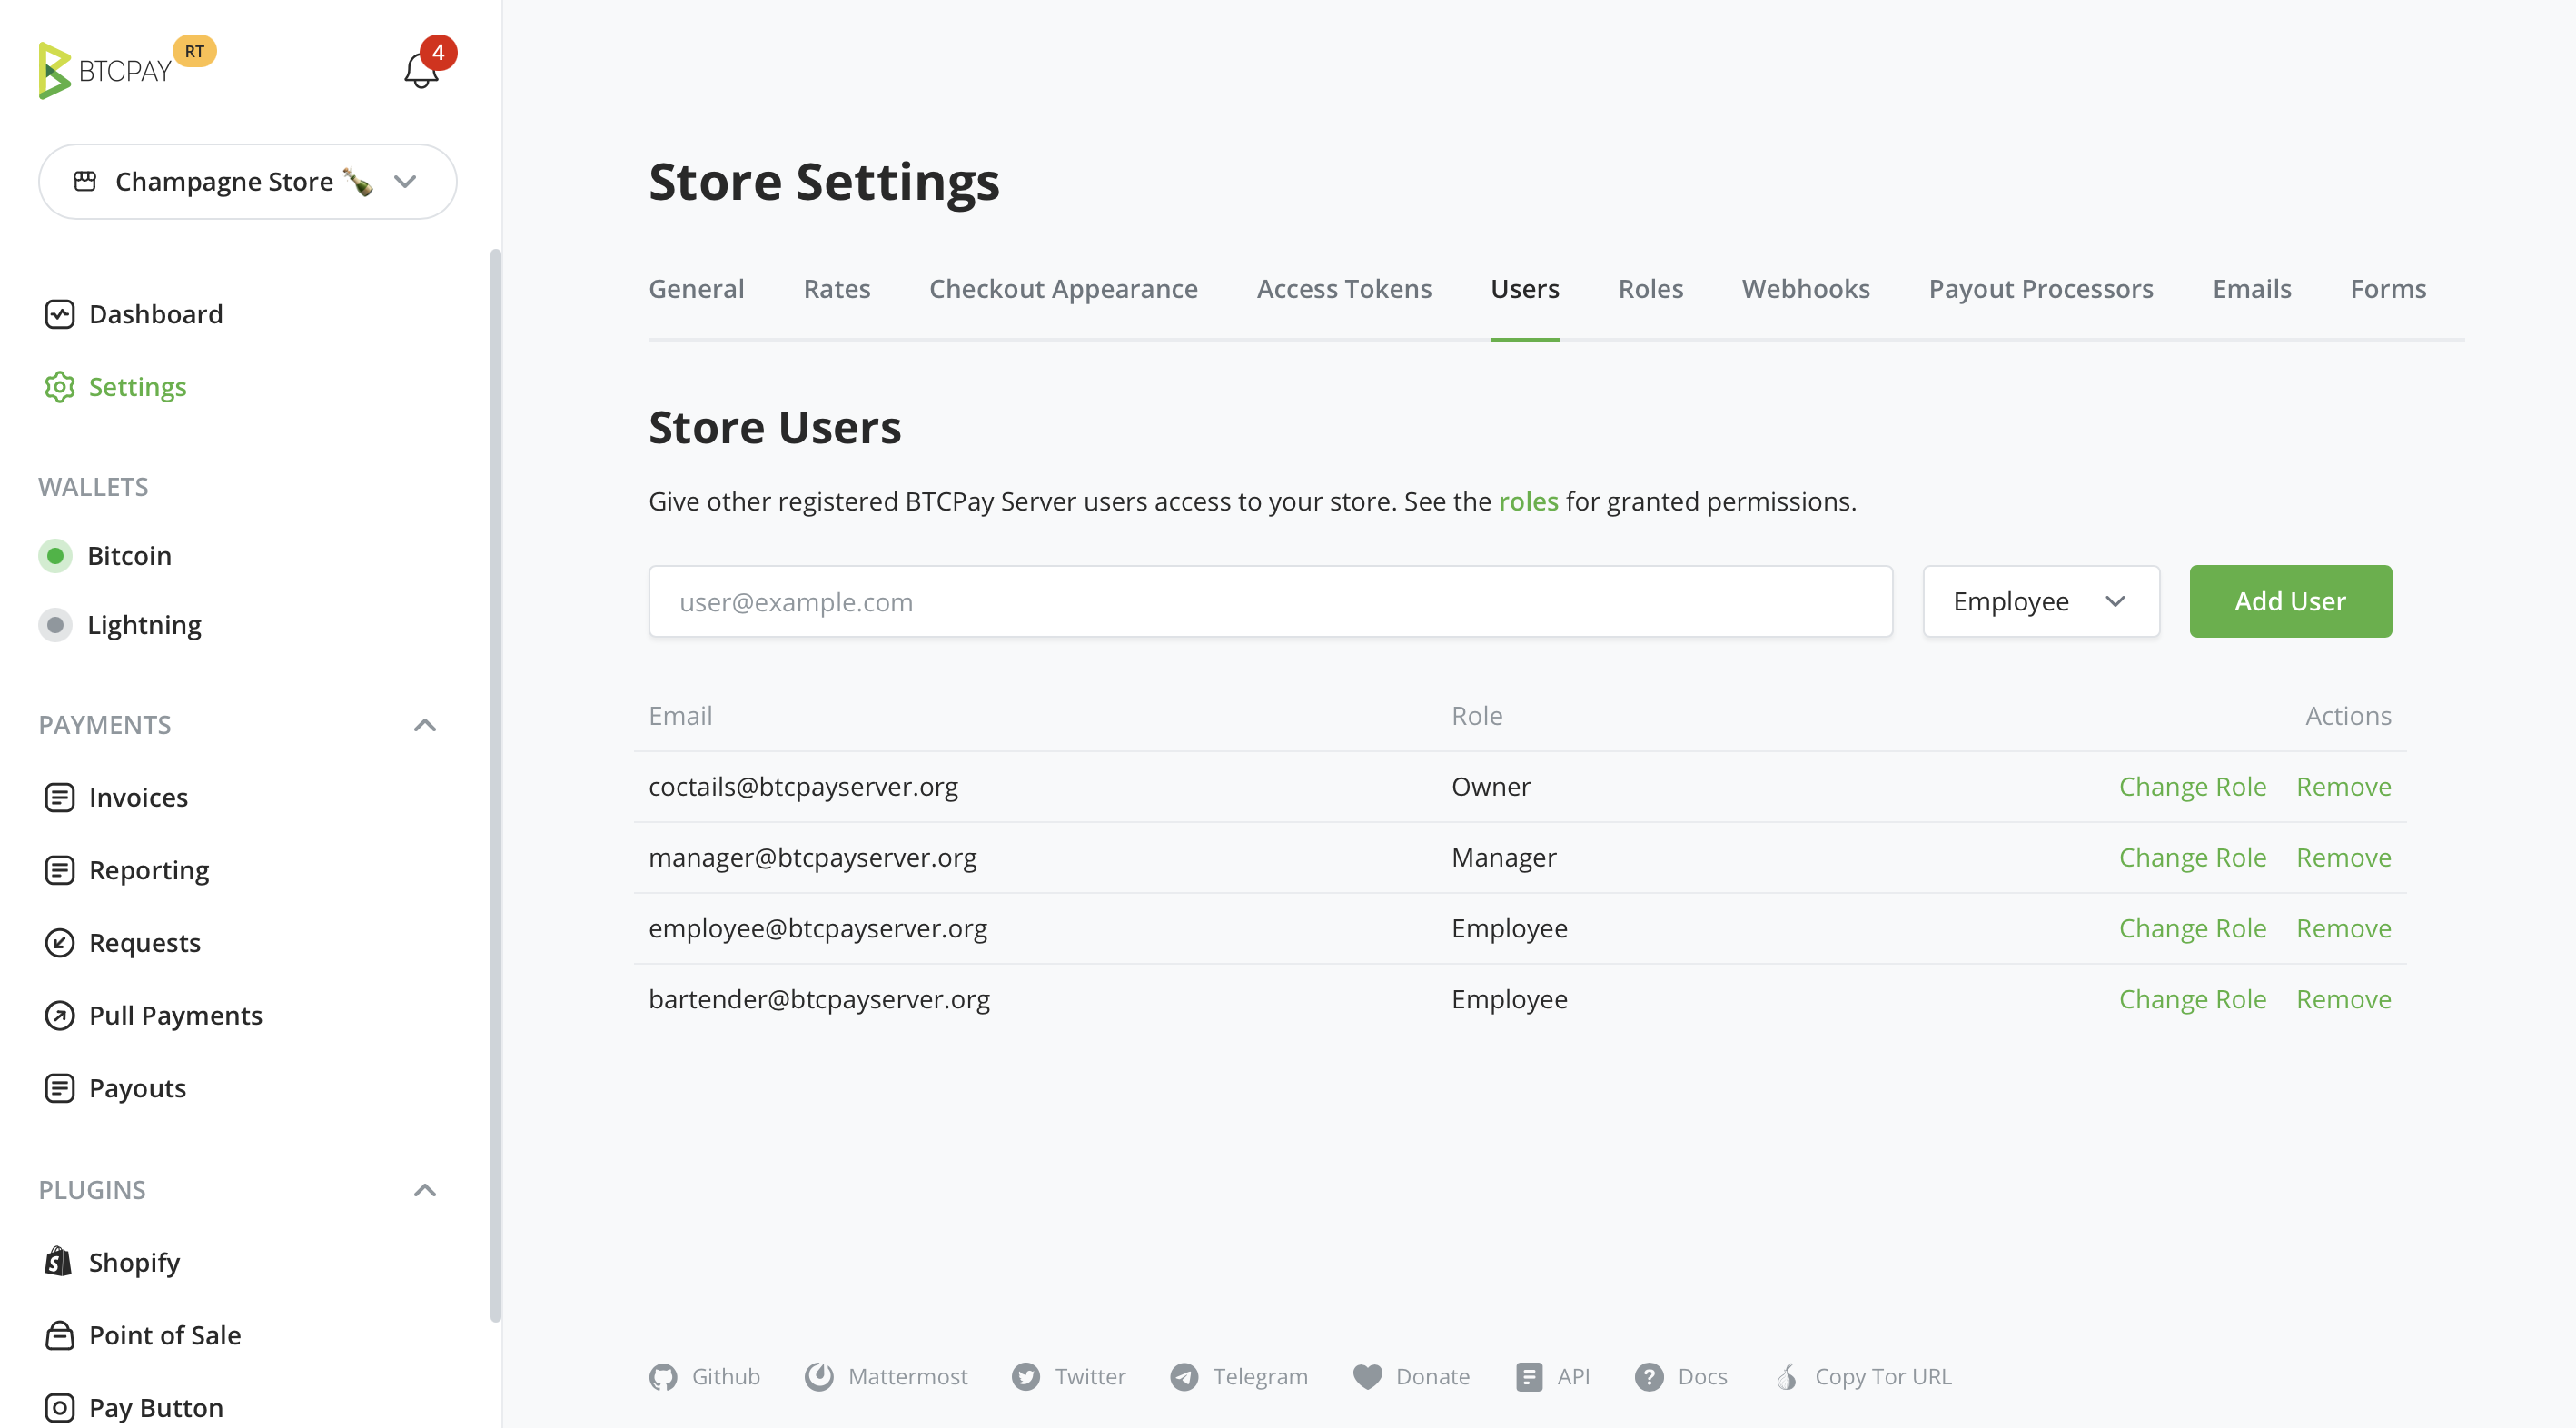 BTCPAY RT
4
Champagne Store
Dashboard
Settings
WALLETS
Bitcoin
Lightning
PAYMENTS
Invoices
Reporting
Requests
Pull Payments
Payouts
PLUGINS
Shopify
Point of Sale
Pay Button
Store Settings
General Rates Checkout Appearance Access Tokens Users Roles Webhooks Payout Processors Emails Forms
Store Users
Give other registered BTCPay Server users access to your store. See the roles for granted permissions.
user@example.com Employee Add User
Email Role Actions
coctails@btcpayserver.org Owner Change Role Remove
manager@btcpayserver.org Manager Change Role Remove
employee@btcpayserver.org Employee Change Role Remove
bartender@btcpayserver.org Employee Change Role Remove
Github Mattermost Twitter Telegram Donate API Docs Copy Tor URL